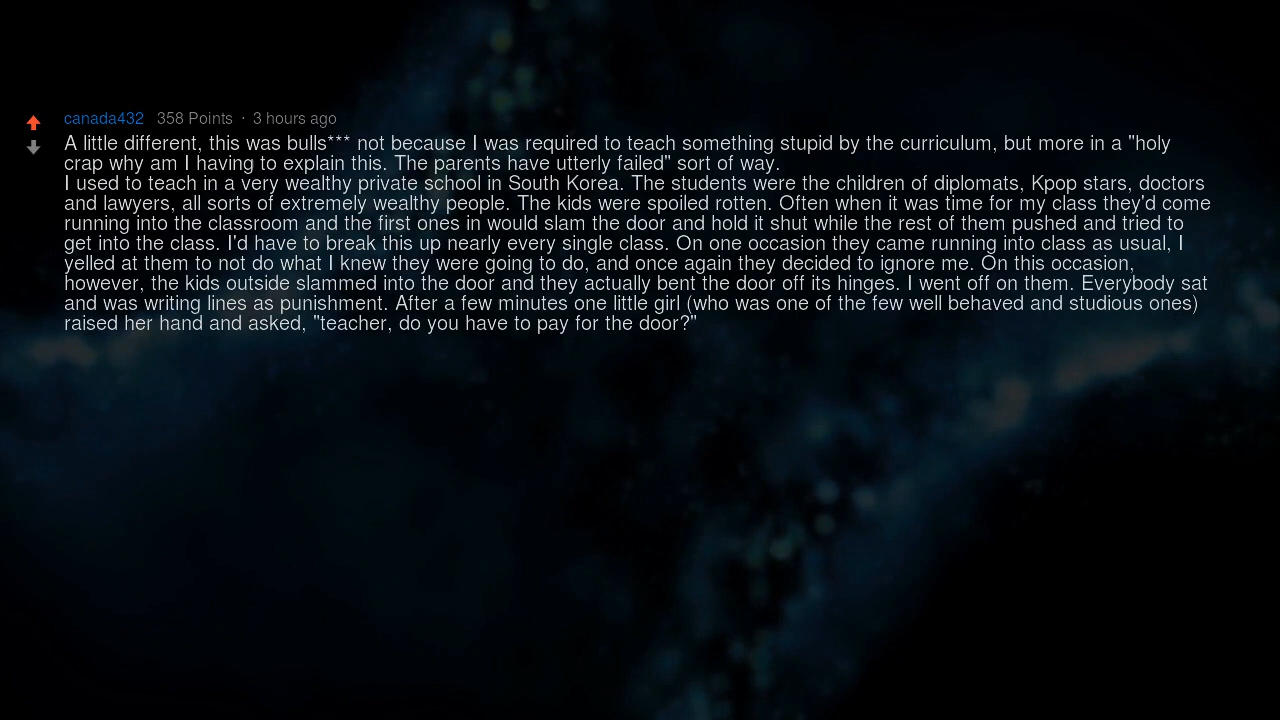 canada432 358 Points · 3 hours ago
A little different, this was bulls*** not because I was required to teach something stupid by the curriculum, but more in a "holy
crap why am I having to explain this. The parents have utterly failed" sort of way.
I used to teach in a very wealthy private school in South Korea. The students were the children of diplomats, Kpop stars, doctors
and lawyers, all sorts of extremely wealthy people. The kids were spoiled rotten. Often when it was time for my class they'd come
running into the classroom and the first ones in would slam the door and hold it shut while the rest of them pushed and tried to
get into the class. I'd have to break this up nearly every single class. On one occasion they came running into class as usual, I
yelled at them to not do what I knew they were going to do, and once again they decided to ignore me. On this occasion,
however, the kids outside slammed into the door and they actually bent the door off its hinges. I went off on them. Everybody sat
and was writing lines as punishment. After a few minutes one little girl (who was one of the few well behaved and studious ones)
raised her hand and asked, "teacher, do you have to pay for the door?"